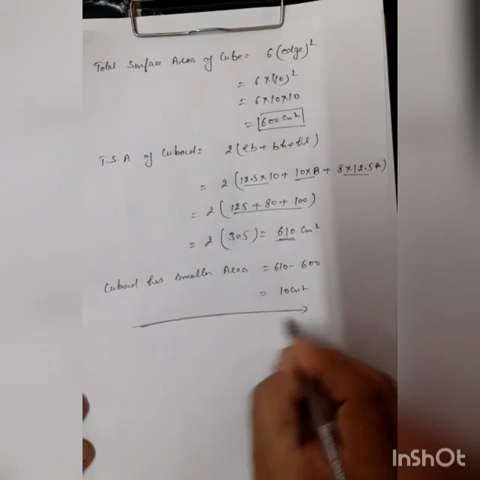 Total Surface Area of Cube = 6 (edge)²
= 6 x (10)²
= 6 x 10 x 10
= 600 cm²
T.S.A of Cuboid = 2 (lb + bh + hl)
= 2 (12.5 x 10 + 10 x 8 + 8 x 12.5)
= 2 (125 + 80 + 100)
= 2 (305) = 610 cm²
Cuboid has smaller Area = 610 - 600
= 10 cm²
InShOt